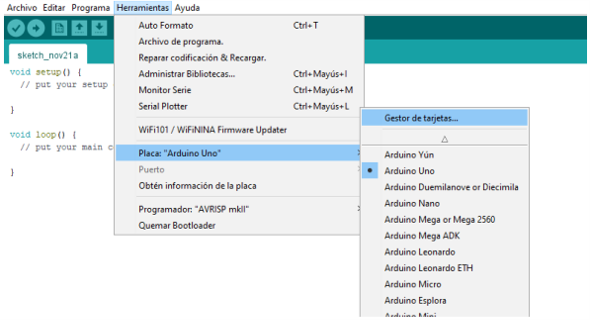 Archivo Editar Programa Herramientas Ayuda
sketch_nov21a
void setup() {
// put your setup
}
void loop() {
// put your main c
}
Auto Formato Ctrl+T
Archivo de programa.
Reparar codificación & Recargar.
Administrar Bibliotecas... Ctrl+Mayús+I
Monitor Serie Ctrl+Mayús+M
Serial Plotter Ctrl+Mayús+L
WiFi101 / WiFiNINA Firmware Updater
Placa: "Arduino Uno"
Puerto
Obtén información de la placa
Programador: "AVRISP mkII"
Quemar Bootloader
Gestor de tarjetas...
Arduino Yún
Arduino Uno
Arduino Duemilanove or Diecimila
Arduino Nano
Arduino Mega or Mega 2560
Arduino Mega ADK
Arduino Leonardo
Arduino Leonardo ETH
Arduino Micro
Arduino Esplora
Arduino Mini